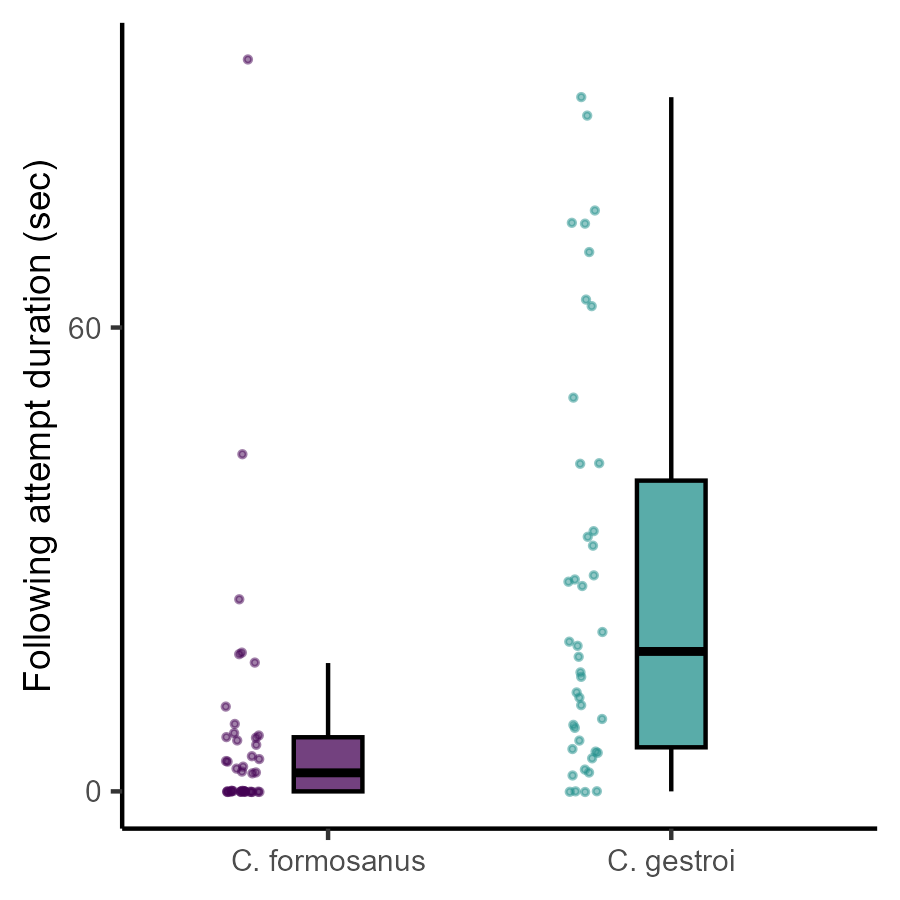 Following attempt duration (sec)
60
0
C. formosanus
C. gestroi